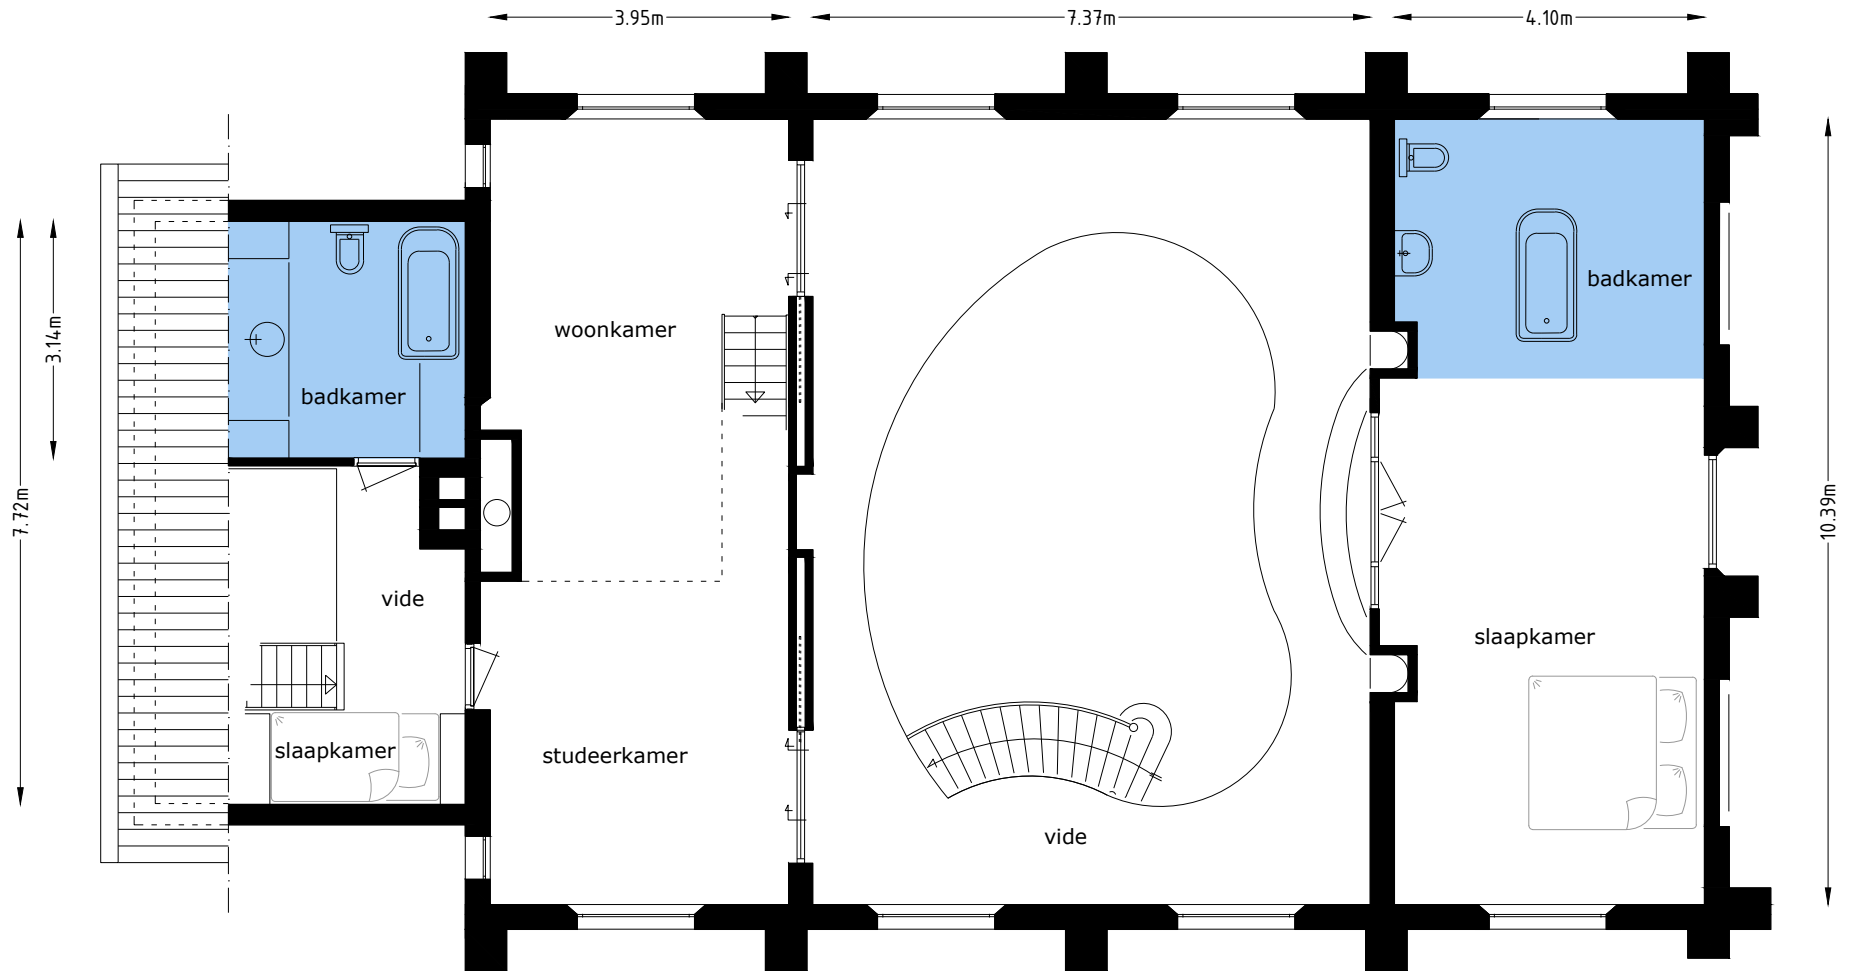 3.95m
7.37m
4.10m
badkamer
woonkamer
3.14m
badkamer
7.72m
10.39m
vide
slaapkamer
slaapkamer
studeerkamer
vide